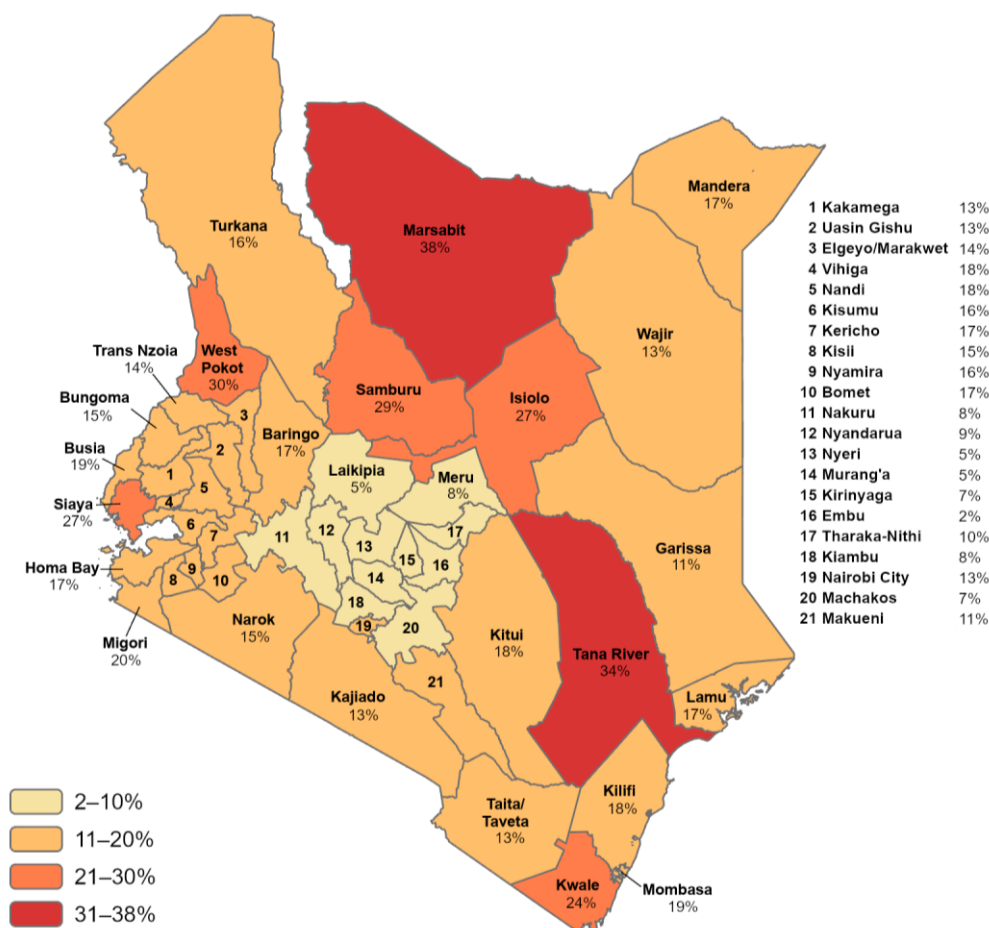 Mandera
17%
Turkana
16%
Marsabit
38%
1 Kakamega 13%
2 Uasin Gishu 13%
3 Elgeyo/Marakwet 14%
4 Vihiga 18%
5 Nandi 18%
6 Kisumu 16%
7 Kericho 17%
8 Kisii 15%
9 Nyamira 16%
10 Bomet 17%
11 Nakuru 8%
12 Nyandarua 9%
13 Nyeri 5%
14 Murang'a 5%
15 Kirinyaga 7%
16 Embu 2%
17 Tharaka-Nithi 10%
18 Kiambu 8%
19 Nairobi City 13%
20 Machakos 7%
21 Makueni 11%
Wajir
13%
Trans Nzoia
14%
West
Pokot
30%
Samburu
29%
Isiolo
27%
Bungoma
15%
3
Baringo
17%
2
Busia
19%
1
Laikipia
5%
Meru
8%
5
4
Siaya
27%
6
7
11
12
13
17
15
16
Garissa
11%
Homa Bay
17%
8
9
10
14
18
19
20
Narok
15%
Kitui
18%
Migori
20%
Tana River
34%
21
Kajiado
13%
Lamu
17%
Kilifi
18%
Taita/
Taveta
13%
Kwale
24%
Mombasa
19%
2–10%
11–20%
21–30%
31–38%